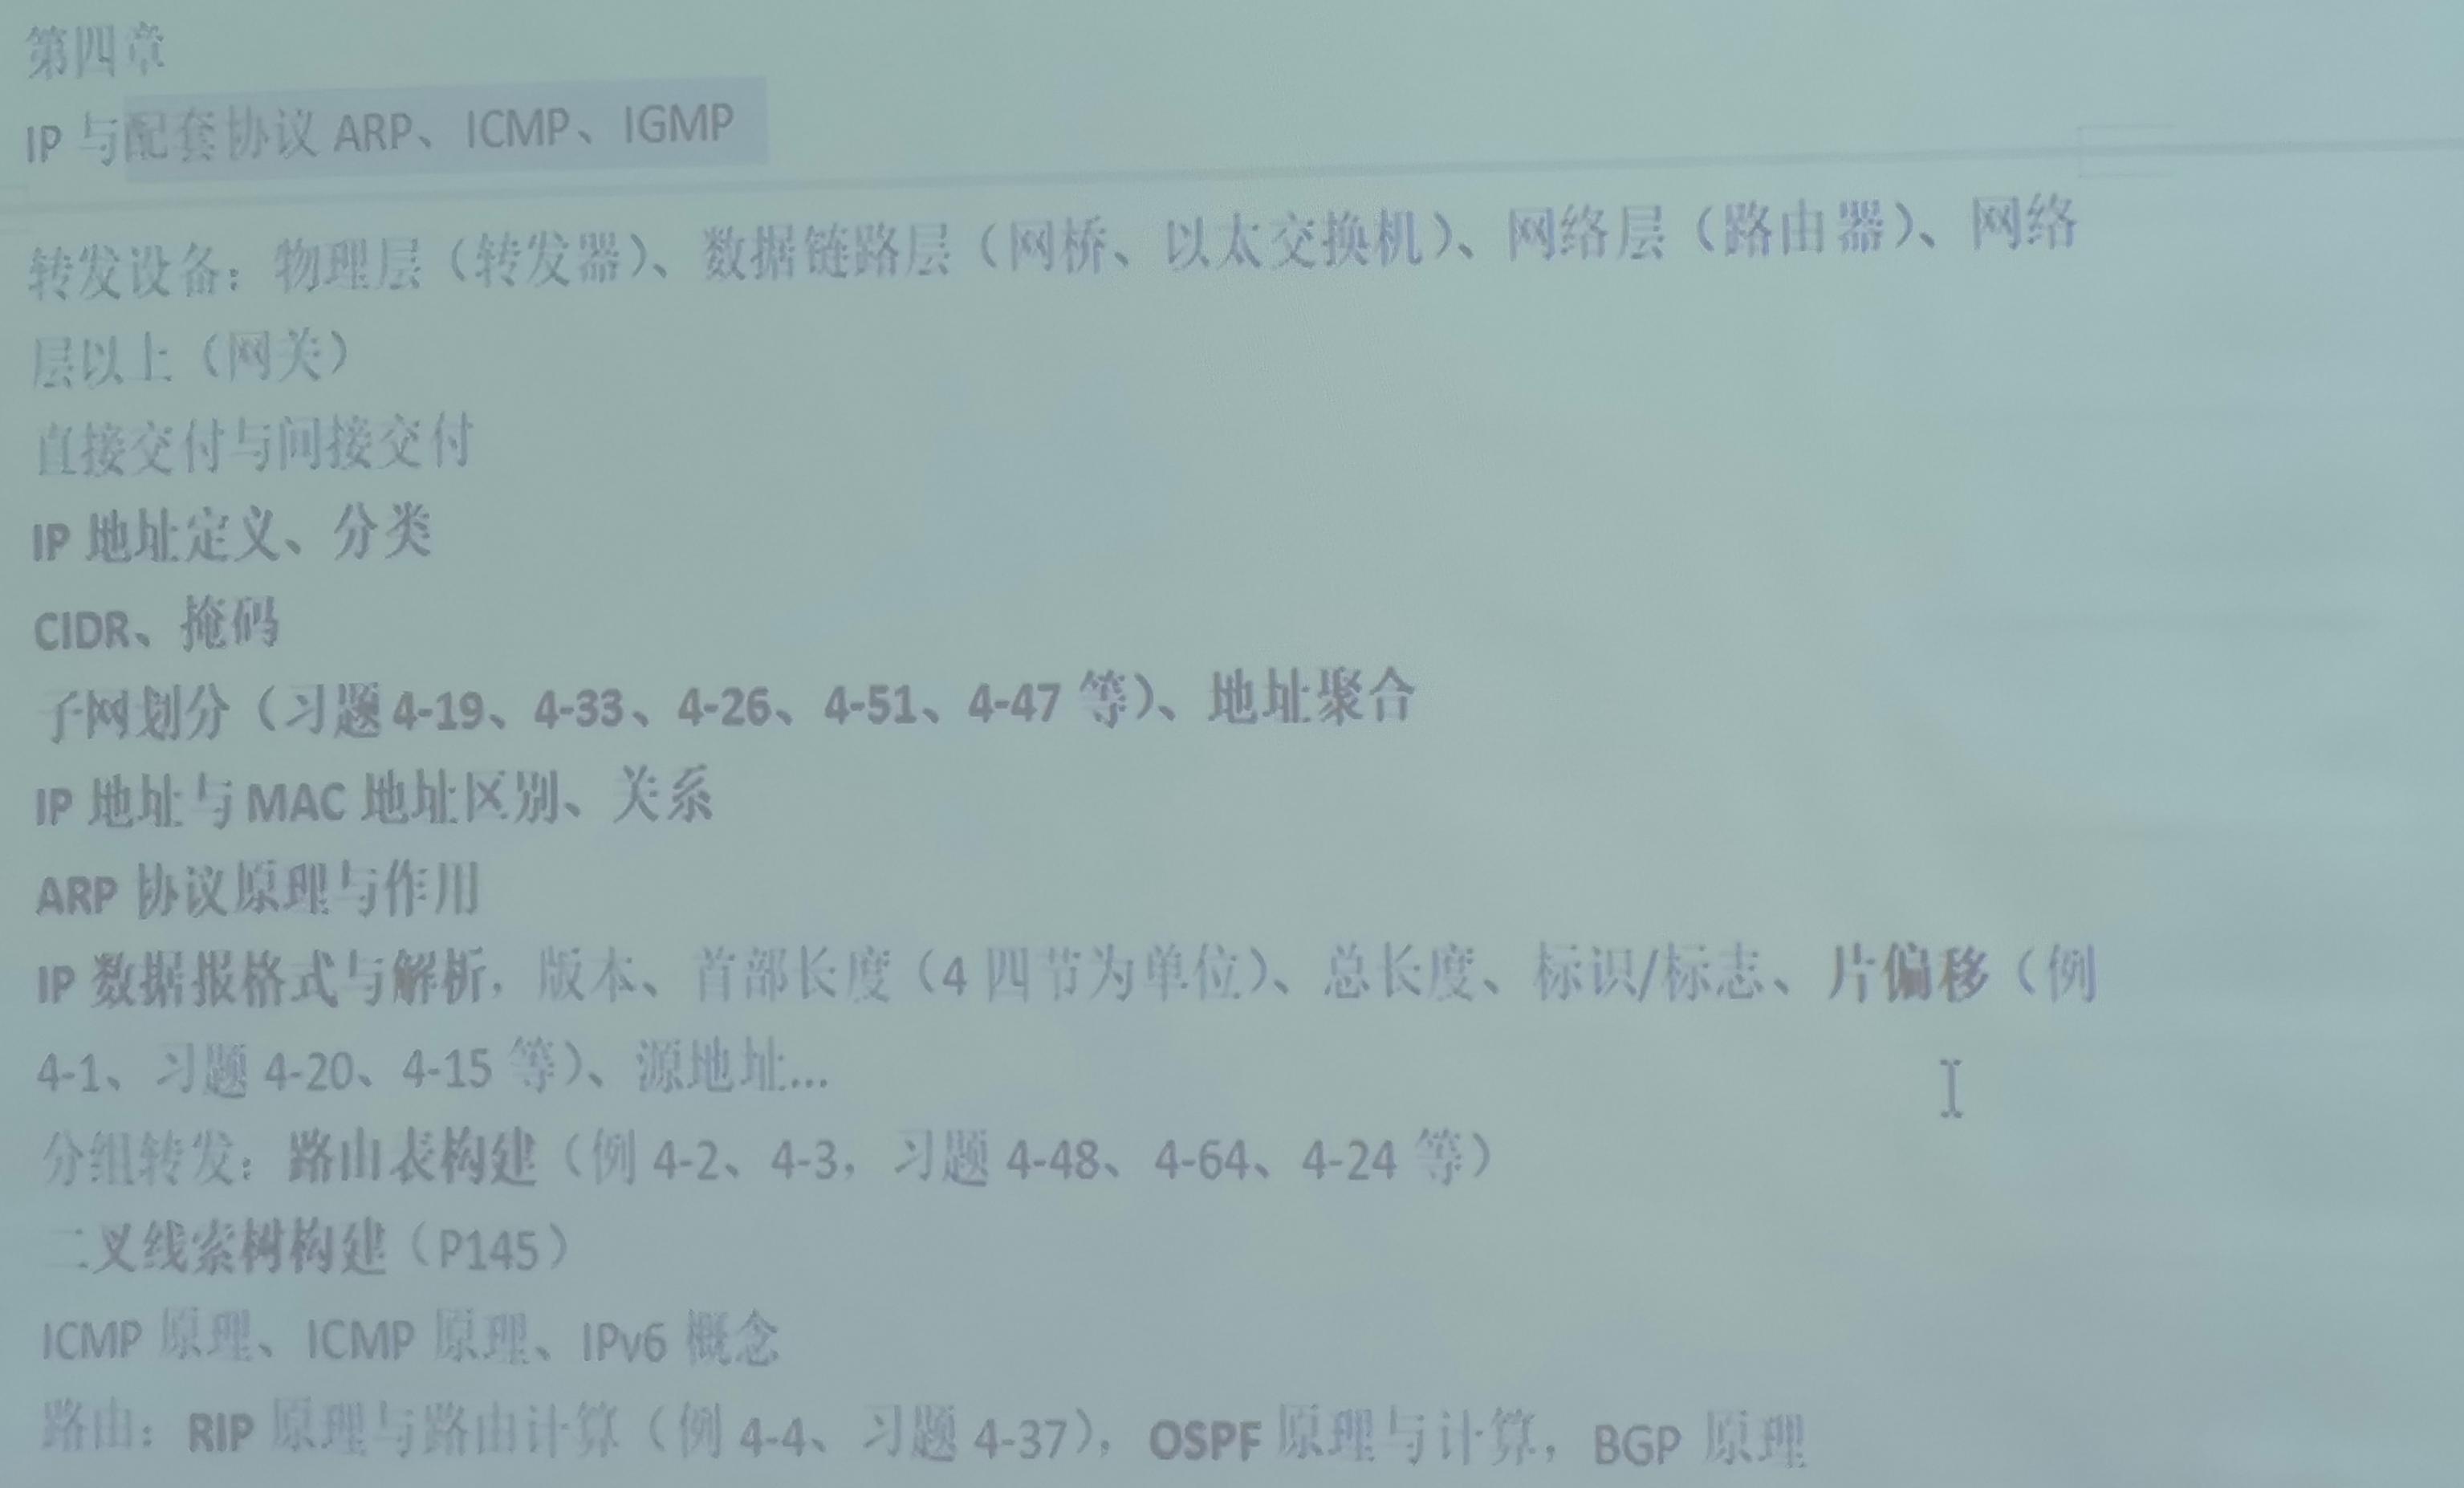 第四章
IP 与配套协议 ARP、ICMP、IGMP
转发设备：物理层（转发器）、数据链路层（网桥、以太交换机）、网络层（路由器）、网络
层以上（网关）
直接交付与间接交付
IP 地址定义、分类
CIDR、掩码
子网划分（习题 4-19、4-33、4-26、4-51、4-47 等）、地址聚合
IP 地址与 MAC 地址区别、关系
ARP 协议原理与作用
IP 数据报格式与解析，版本、首部长度（4 四节为单位）、总长度、标识/标志、片偏移（例
4-1、习题 4-20、4-15 等）、源地址...
分组转发：路由表构建（例 4-2、4-3，习题 4-48、4-64、4-24 等）
二叉线索树构建（P145）
ICMP 原理、ICMP 原理、IPv6 概念
路由：RIP 原理与路由计算（例 4-4、习题 4-37），OSPF 原理与计算，BGP 原理